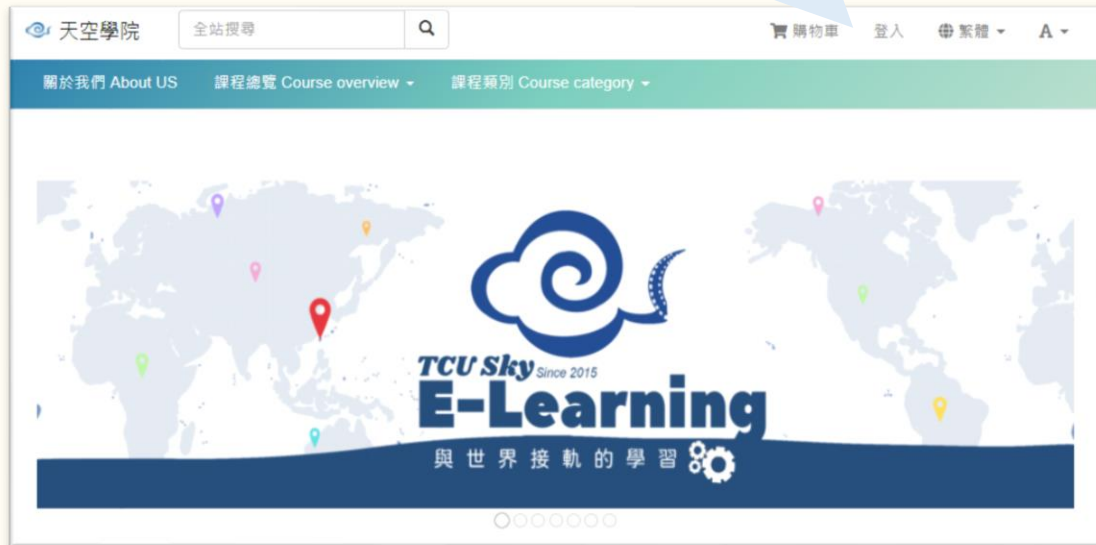 天空學院 全站搜尋 購物車 登入 繁體 A
關於我們 About US 課程總覽 Course overview 課程類別 Course category
TCU Sky Since 2015
E-Learning
與世界接軌的學習